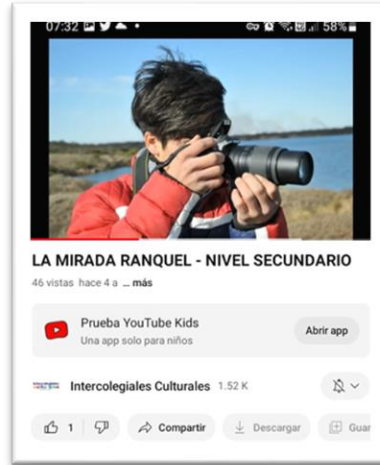 07:32
58%
LA MIRADA RANQUEL - NIVEL SECUNDARIO
46 vistas hace 4 a ... más
Prueba YouTube Kids
Una app solo para niños
Abrir app
Intercolegiales Culturales 1.52 K
1 Compartir Descargar Guar